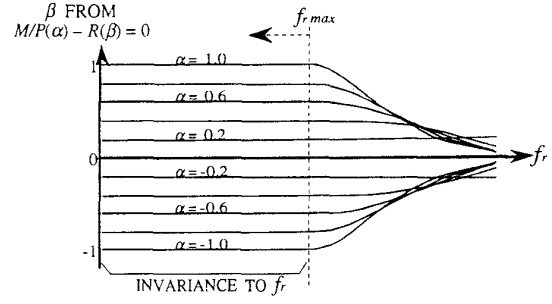 β FROM
M/P(α) – R(β) = 0
f_r max
1
α = 1.0
α = 0.6
α = 0.2
0
f_r
α = -0.2
α = -0.6
α = -1.0
-1
INVARIANCE TO f_r